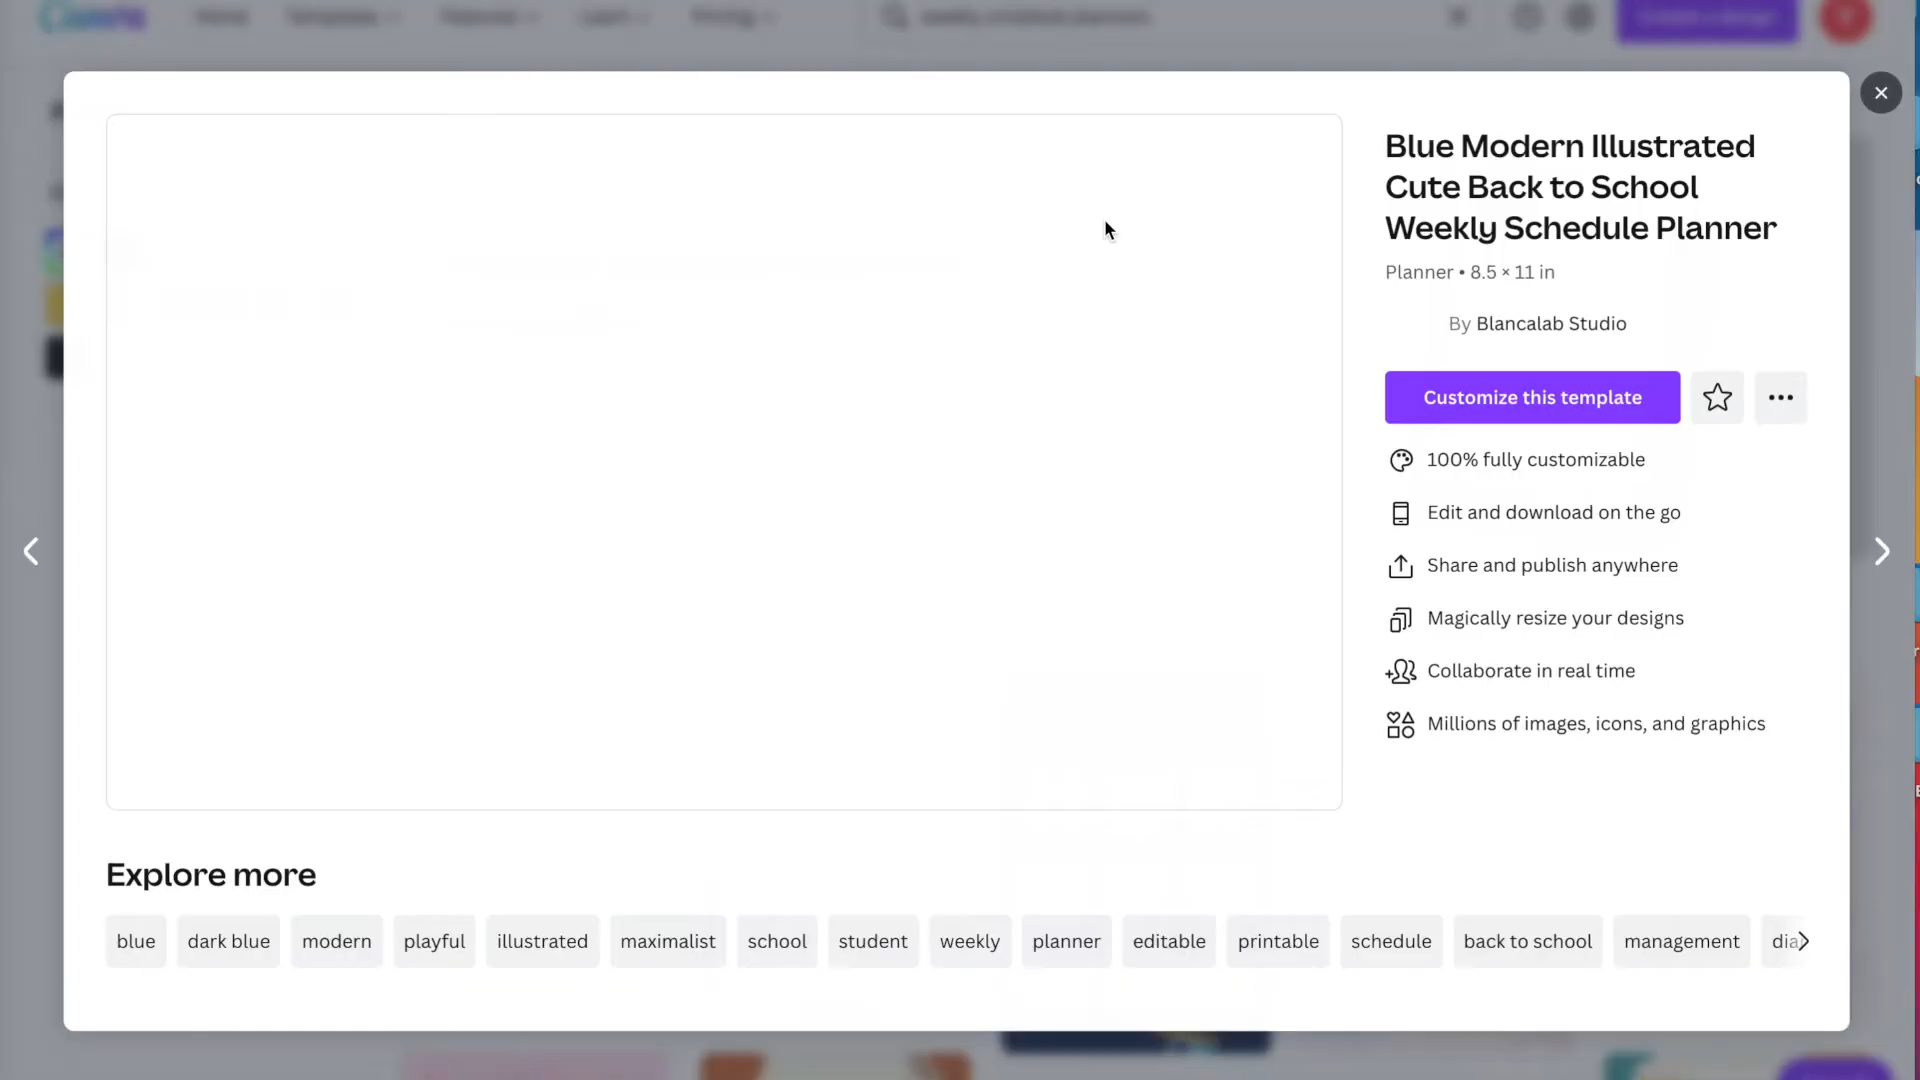 Blue Modern Illustrated
Cute Back to School
Weekly Schedule Planner
Planner • 8.5 × 11 in
By Blancalab Studio
Customize this template
100% fully customizable
Edit and download on the go
Share and publish anywhere
Magically resize your designs
Collaborate in real time
Millions of images, icons, and graphics
Explore more
blue dark blue modern playful illustrated maximalist school student weekly planner editable printable schedule back to school management